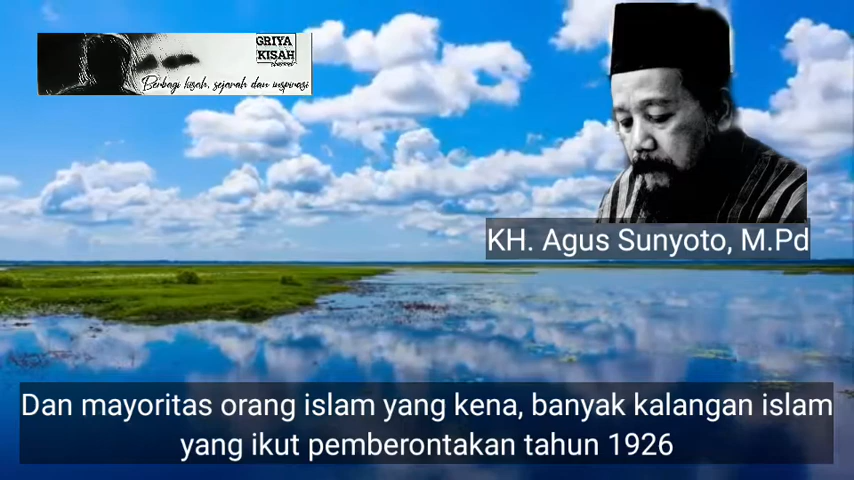 GRIYA
KISAH
channel
Berbagi kisah, sejarah dan inspirasi
KH. Agus Sunyoto, M.Pd
Dan mayoritas orang islam yang kena, banyak kalangan islam
yang ikut pemberontakan tahun 1926